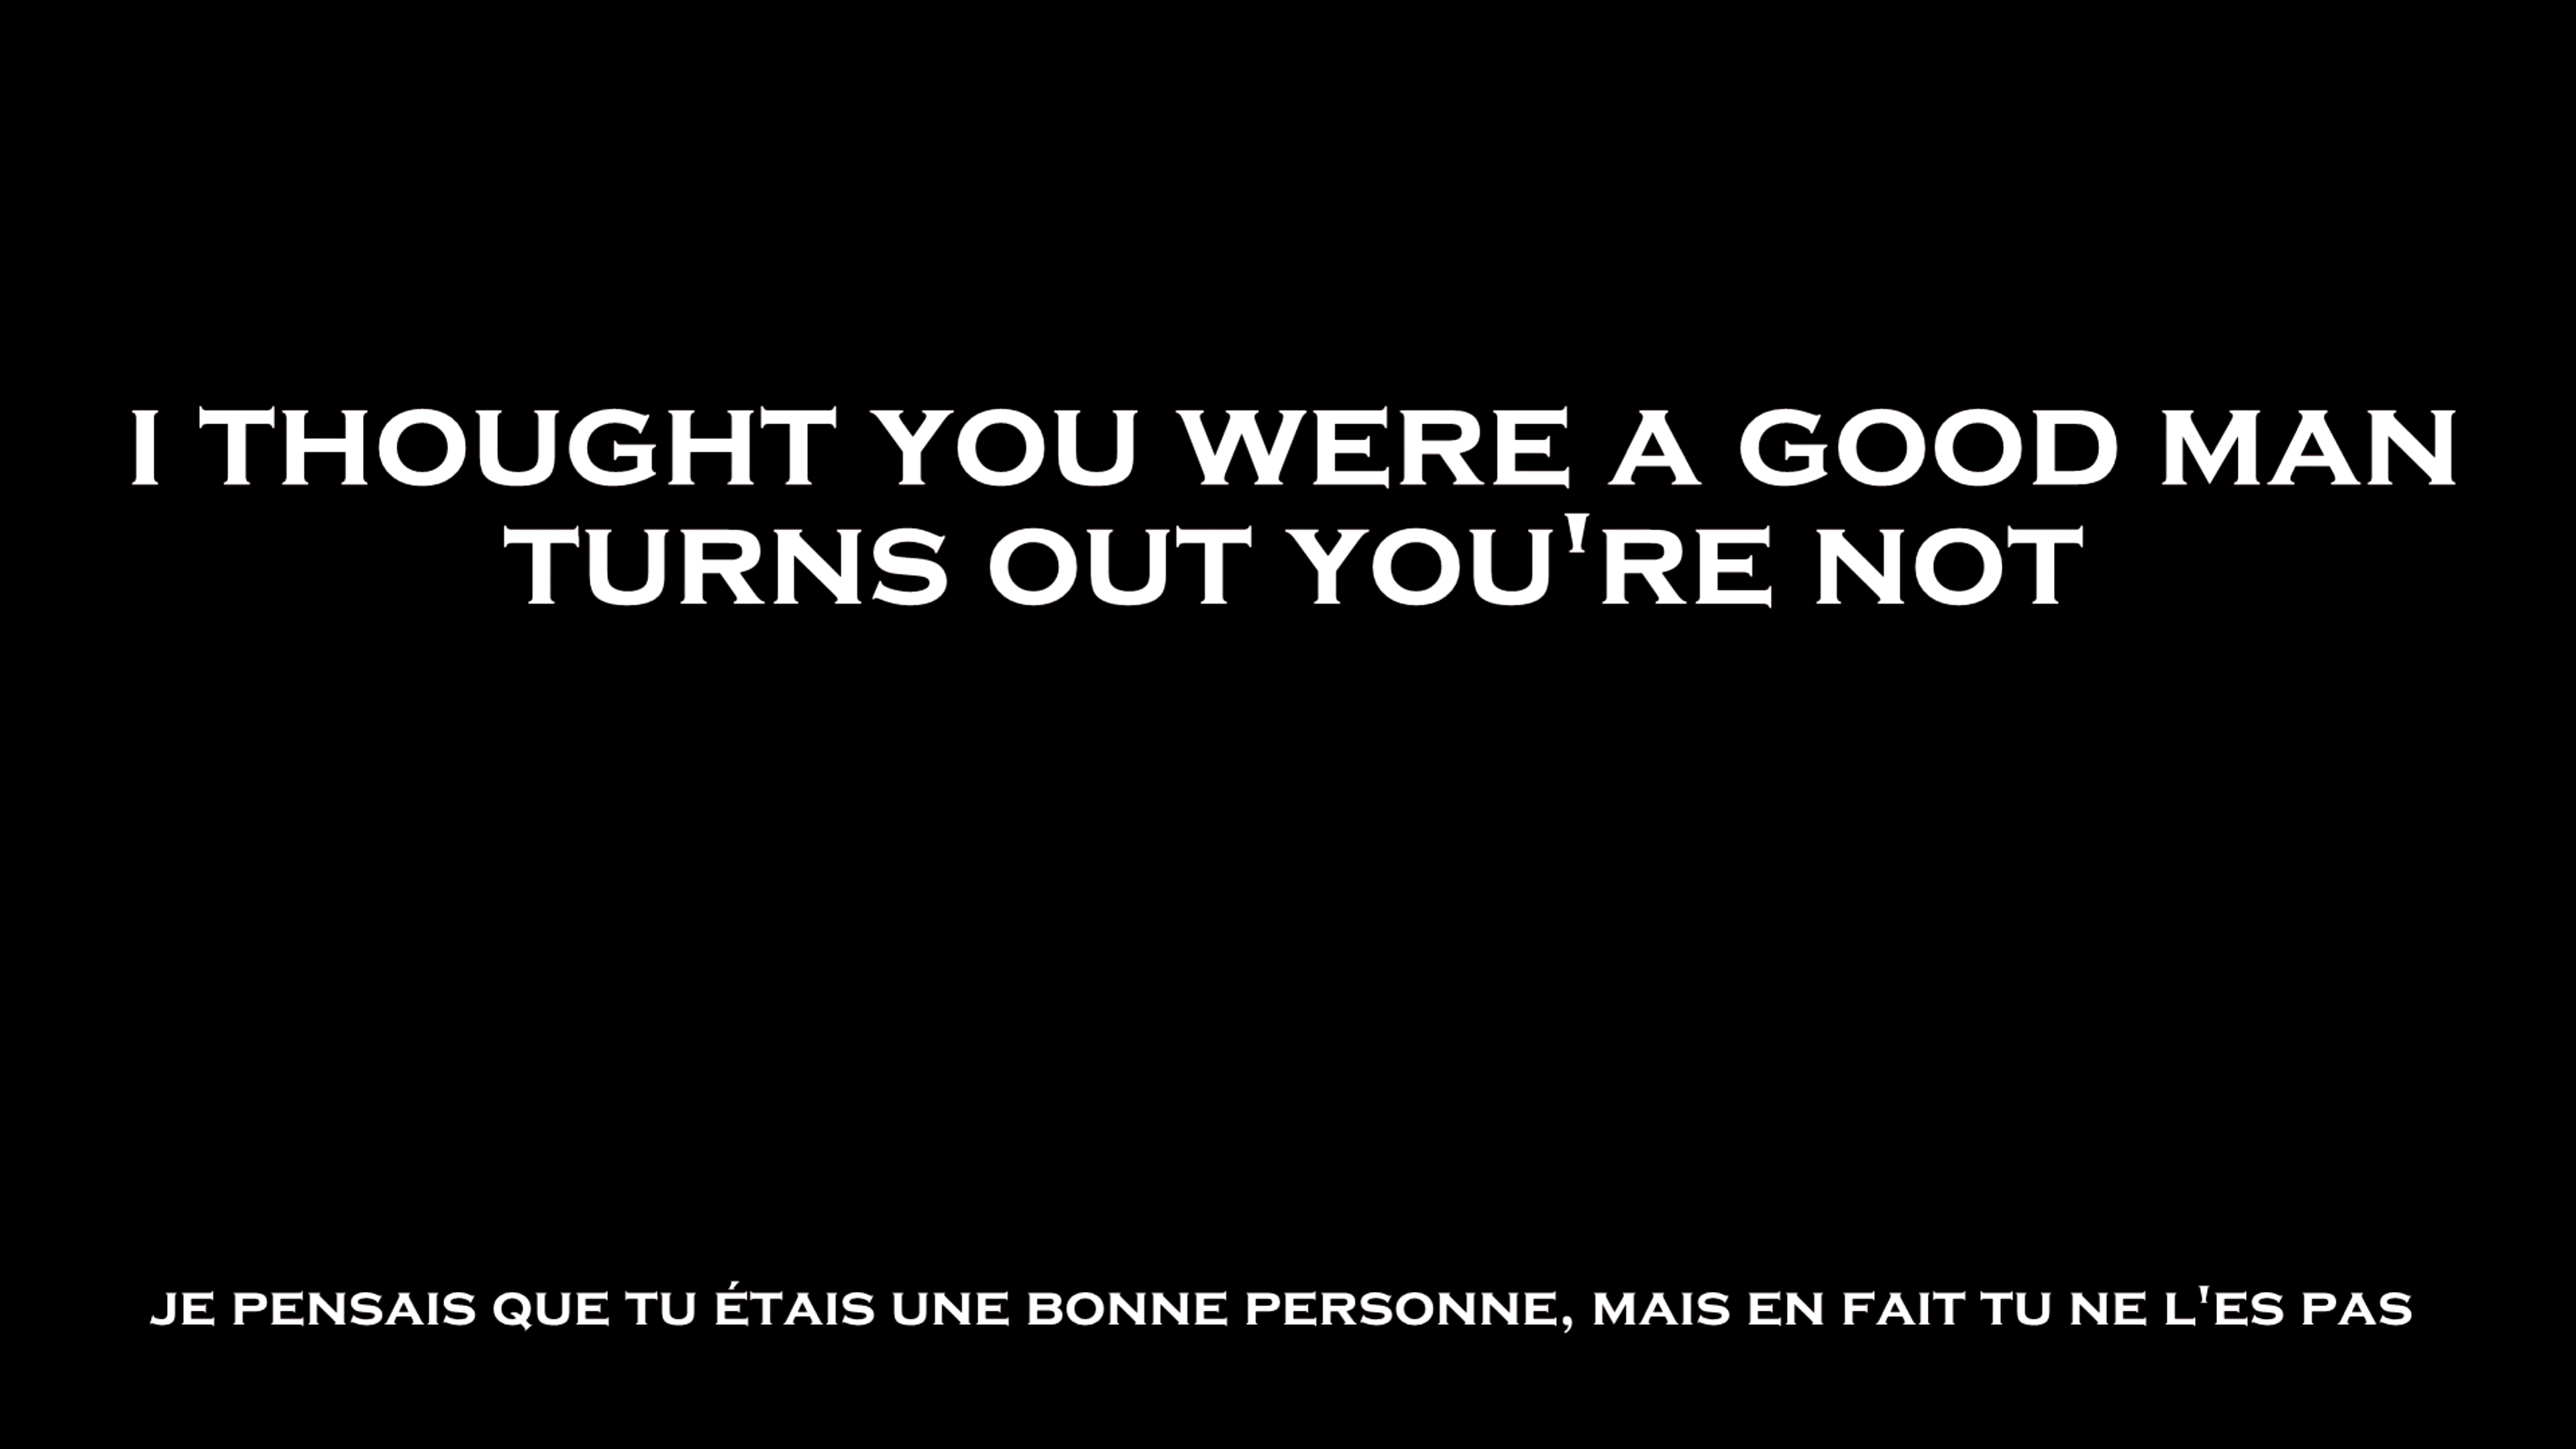 I THOUGHT YOU WERE A GOOD MAN
TURNS OUT YOU'RE NOT
JE PENSAIS QUE TU ÉTAIS UNE BONNE PERSONNE, MAIS EN FAIT TU NE L'ES PAS